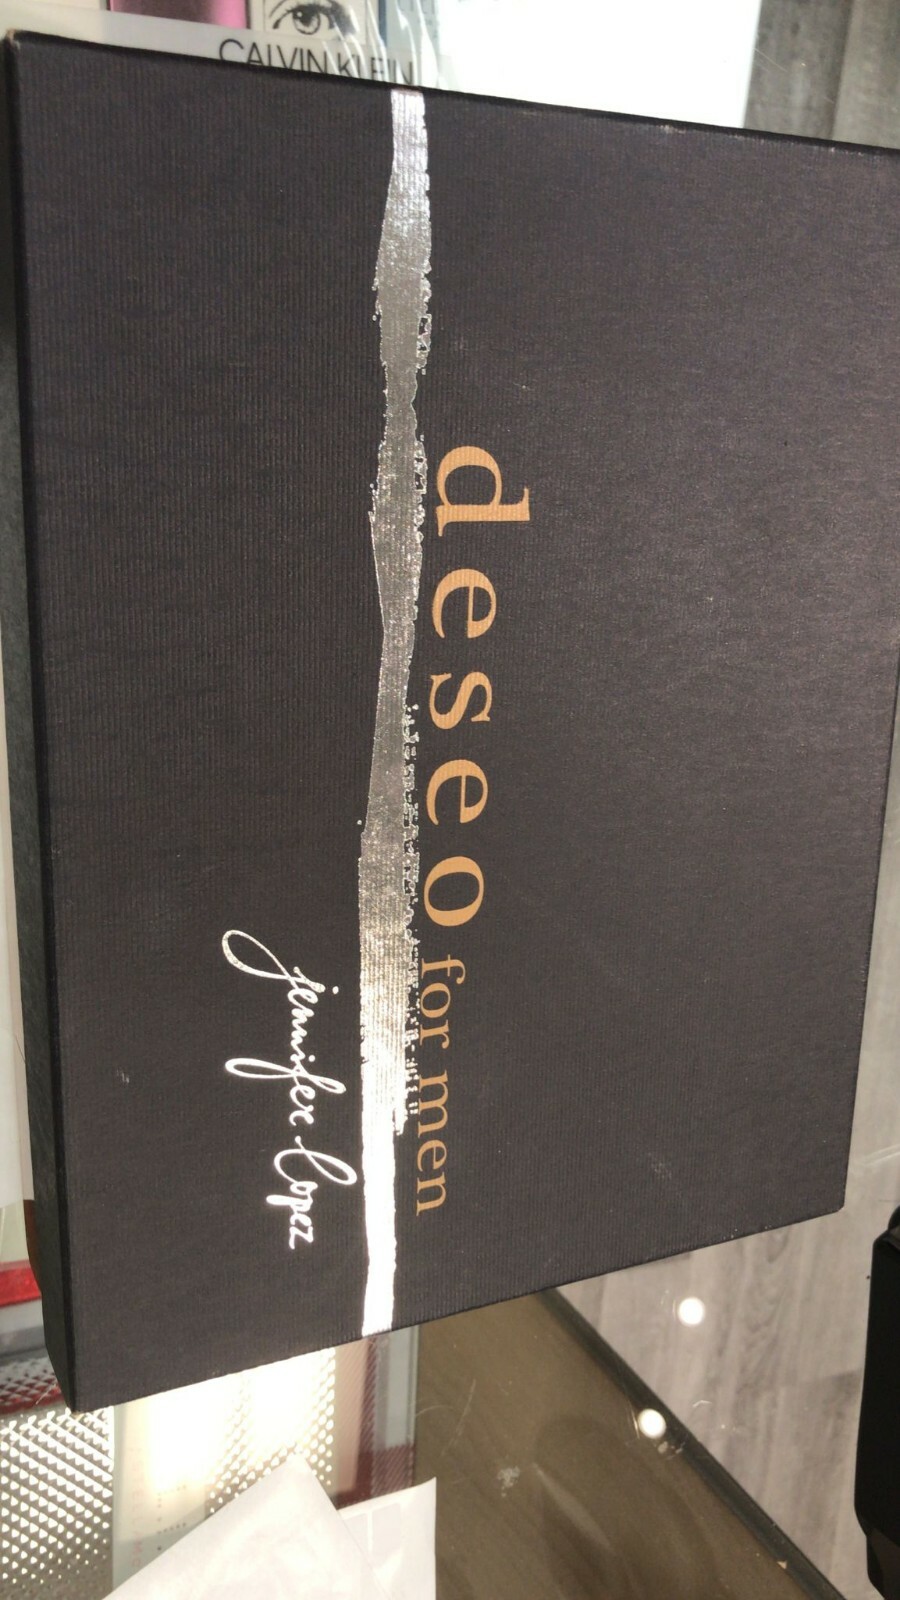 CALVIN KLEIN
deseo for men
jennifer lopez